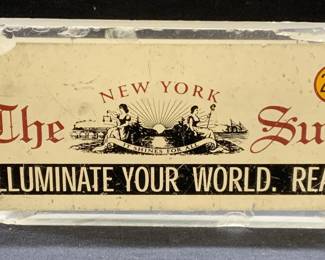 NEW YORK
The Su
IT SHINES FOR ALL
LLUMINATE YOUR WORLD. REA